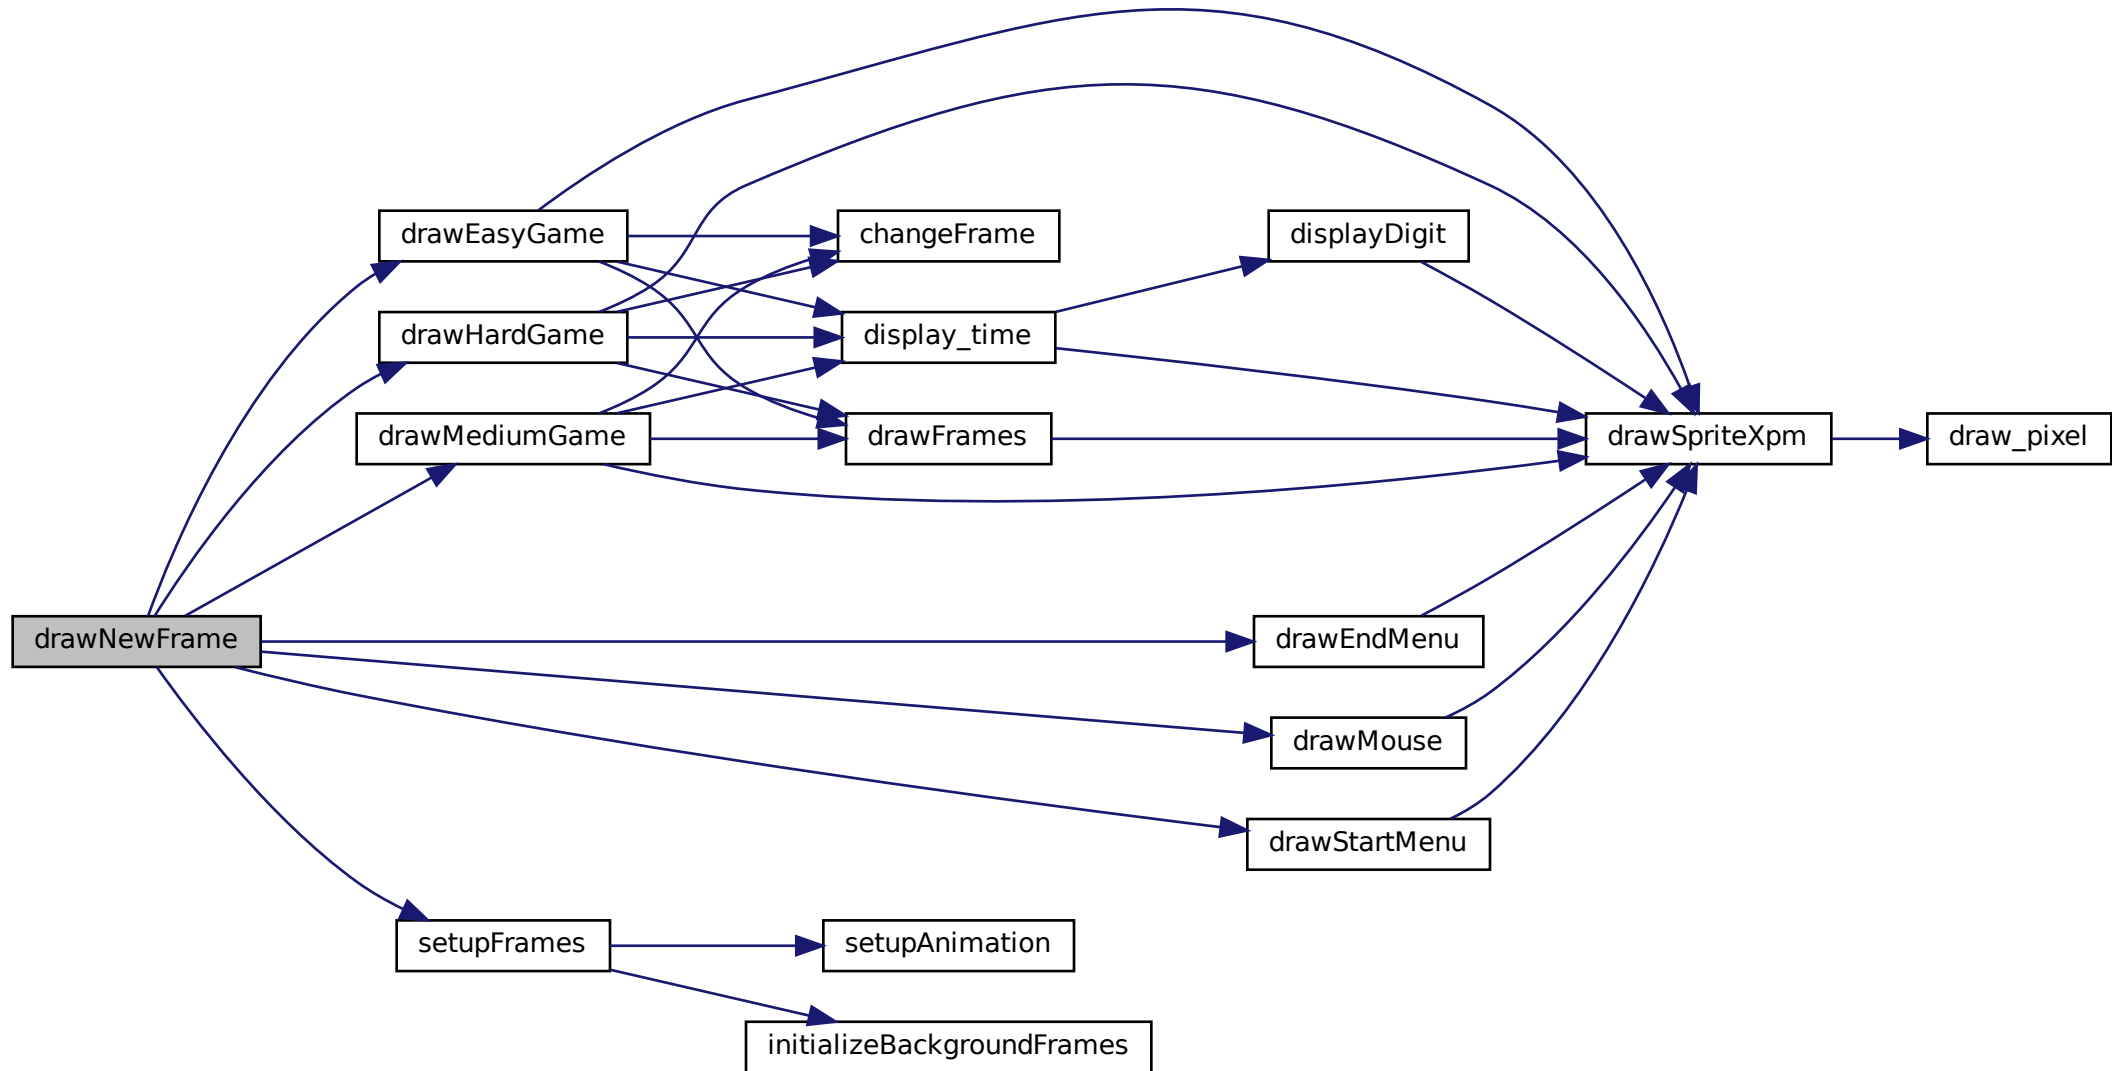 drawEasyGame
changeFrame
displayDigit
drawHardGame
display_time
drawMediumGame
drawFrames
drawSpriteXpm
draw_pixel
drawNewFrame
drawEndMenu
drawMouse
drawStartMenu
setupFrames
setupAnimation
initializeBackgroundFrames